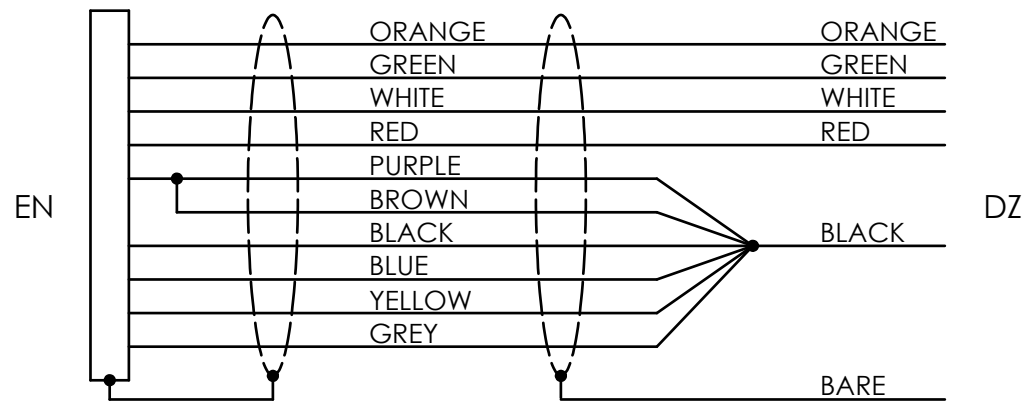 ORANGE ORANGE
GREEN GREEN
WHITE WHITE
RED RED
PURPLE
EN BROWN DZ
BLACK BLACK
BLUE
YELLOW
GREY
BARE